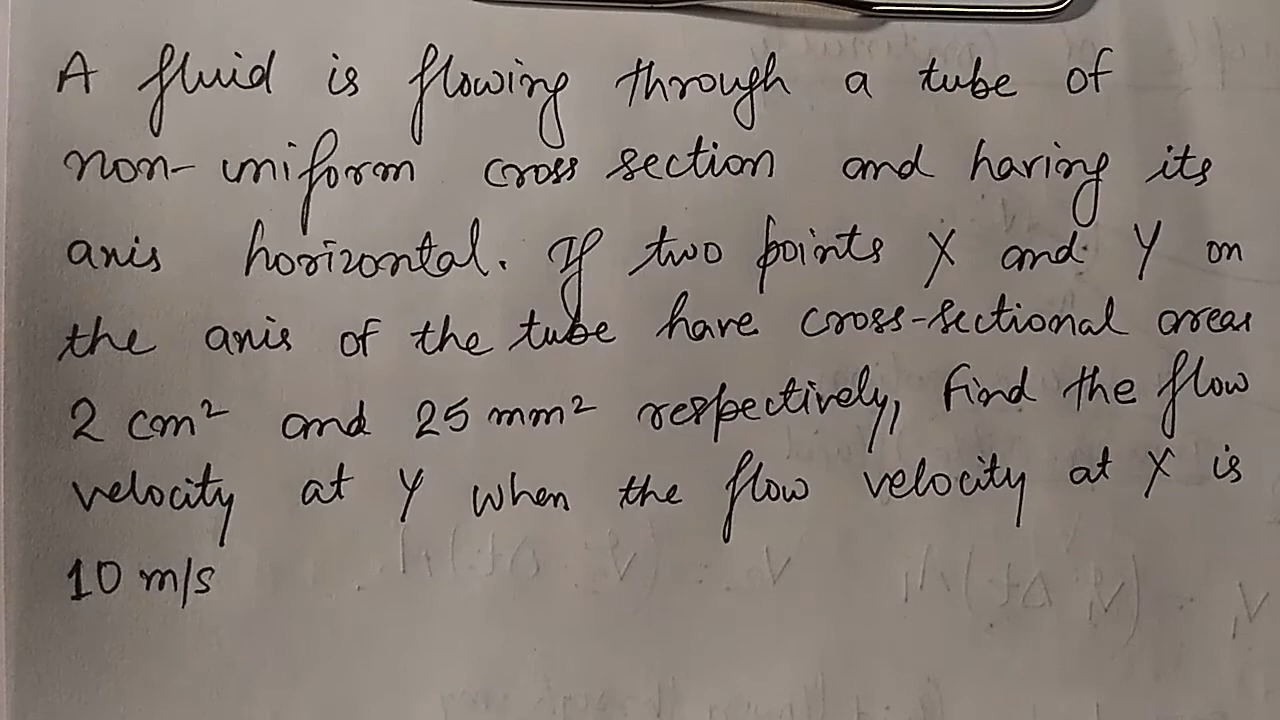 A fluid is flowing through a tube of
non-uniform cross section and having its
axis horizontal. If two points X and Y on
the axis of the tube have cross-sectional areas
2 cm² and 25 mm² respectively, find the flow
velocity at Y when the flow velocity at X is
10 m/s